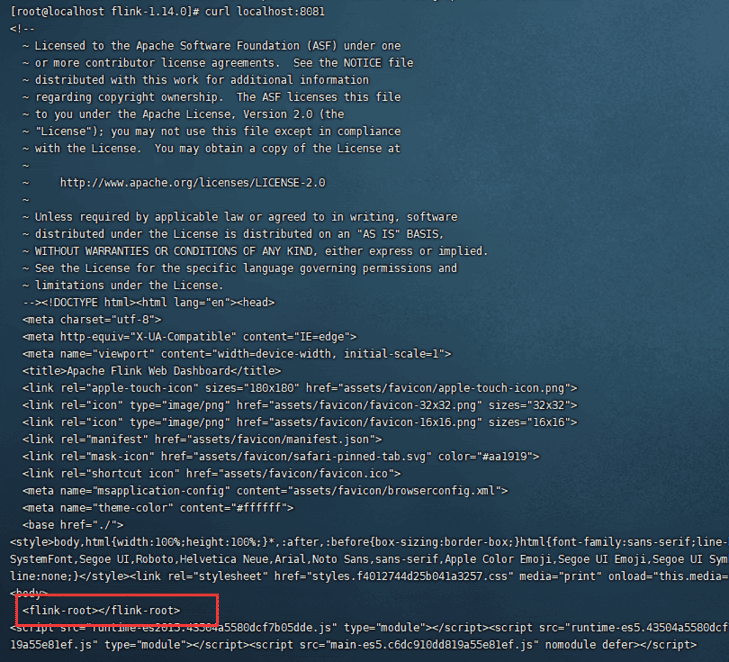 [root@localhost flink-1.14.0]# curl localhost:8081
<!--
  ~ Licensed to the Apache Software Foundation (ASF) under one
  ~ or more contributor license agreements.  See the NOTICE file
  ~ distributed with this work for additional information
  ~ regarding copyright ownership.  The ASF licenses this file
  ~ to you under the Apache License, Version 2.0 (the
  ~ "License"); you may not use this file except in compliance
  ~ with the License.  You may obtain a copy of the License at
  ~
  ~     http://www.apache.org/licenses/LICENSE-2.0
  ~
  ~ Unless required by applicable law or agreed to in writing, software
  ~ distributed under the License is distributed on an "AS IS" BASIS,
  ~ WITHOUT WARRANTIES OR CONDITIONS OF ANY KIND, either express or implied.
  ~ See the License for the specific language governing permissions and
  ~ limitations under the License.
  --><!DOCTYPE html><html lang="en"><head>
  <meta charset="utf-8">
  <meta http-equiv="X-UA-Compatible" content="IE=edge">
  <meta name="viewport" content="width=device-width, initial-scale=1">
  <title>Apache Flink Web Dashboard</title>
  <link rel="apple-touch-icon" sizes="180x180" href="assets/favicon/apple-touch-icon.png">
  <link rel="icon" type="image/png" href="assets/favicon/favicon-32x32.png" sizes="32x32">
  <link rel="icon" type="image/png" href="assets/favicon/favicon-16x16.png" sizes="16x16">
  <link rel="manifest" href="assets/favicon/manifest.json">
  <link rel="mask-icon" href="assets/favicon/safari-pinned-tab.svg" color="#aa1919">
  <link rel="shortcut icon" href="assets/favicon/favicon.ico">
  <meta name="msapplication-config" content="assets/favicon/browserconfig.xml">
  <meta name="theme-color" content="#ffffff">
  <base href="./">
<style>body,html{width:100%;height:100%;}*,:after,:before{box-sizing:border-box;}html{font-family:sans-serif;line-
SystemFont,Segoe UI,Roboto,Helvetica Neue,Arial,Noto Sans,sans-serif,Apple Color Emoji,Segoe UI Emoji,Segoe UI Sym
line:none;}</style><link rel="stylesheet" href="styles.f4012744d25b041a3257.css" media="print" onload="this.media=
<body>
  <flink-root></flink-root>
<script src="runtime-es2015.43504a5580dcf7b05dde.js" type="module"></script><script src="runtime-es5.43504a5580dcf
19a55e81ef.js" type="module"></script><script src="main-es5.c6dc910dd819a55e81ef.js" nomodule defer></script>